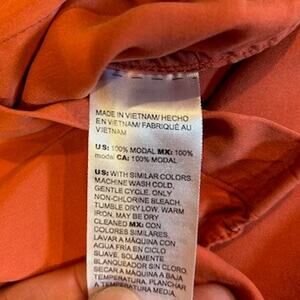 MADE IN VIETNAM/ HECHO
EN VIETNAM/ FABRIQUÉ AU
VIETNAM
US: 100% MODAL MX: 100%
modal CA: 100% MODAL
US: WITH SIMILAR COLORS.
MACHINE WASH COLD,
GENTLE CYCLE. ONLY
NON-CHLORINE BLEACH.
TUMBLE DRY LOW. WARM
IRON. MAY BE DRY
CLEANED MX: CON
COLORES SIMILARES.
LAVAR A MÁQUINA CON
AGUA FRÍA EN CICLO
SUAVE. SOLAMENTE
BLANQUEADOR SIN CLORO.
SECAR A MÁQUINA A BAJA
TEMPERATURA. PLANCHAR
A TEMPERATURA MEDIA.